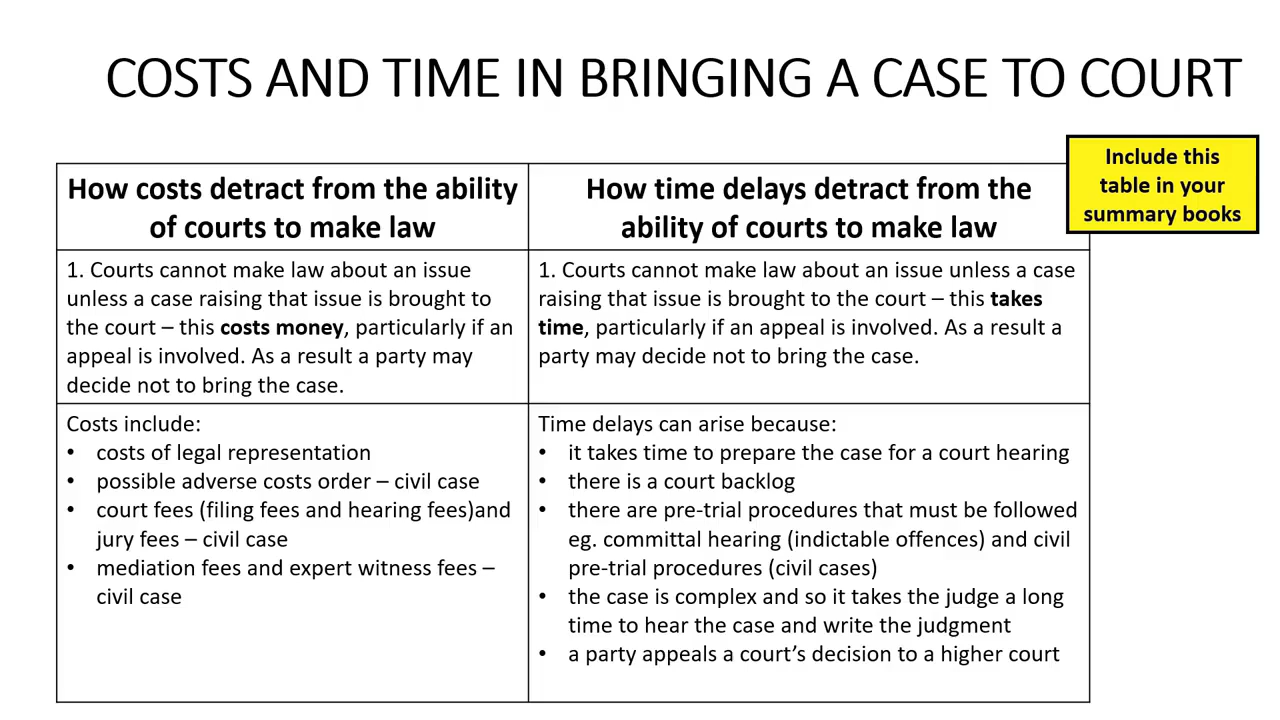 COSTS AND TIME IN BRINGING A CASE TO COURT
Include this
table in your
summary books
How costs detract from the ability
of courts to make law
How time delays detract from the
ability of courts to make law
1. Courts cannot make law about an issue
unless a case raising that issue is brought to
the court – this costs money, particularly if an
appeal is involved. As a result a party may
decide not to bring the case.
1. Courts cannot make law about an issue unless a case
raising that issue is brought to the court – this takes
time, particularly if an appeal is involved. As a result a
party may decide not to bring the case.
Costs include:
• costs of legal representation
• possible adverse costs order – civil case
• court fees (filing fees and hearing fees)and
jury fees – civil case
• mediation fees and expert witness fees –
civil case
Time delays can arise because:
• it takes time to prepare the case for a court hearing
• there is a court backlog
• there are pre-trial procedures that must be followed
eg. committal hearing (indictable offences) and civil
pre-trial procedures (civil cases)
• the case is complex and so it takes the judge a long
time to hear the case and write the judgment
• a party appeals a court’s decision to a higher court